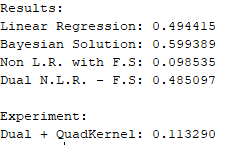 Results:
Linear Regression: 0.494415
Bayesian Solution: 0.599389
Non L.R. with F.S: 0.098535
Dual N.L.R. - F.S: 0.485097
Experiment:
Dual + QuadKernel: 0.113290